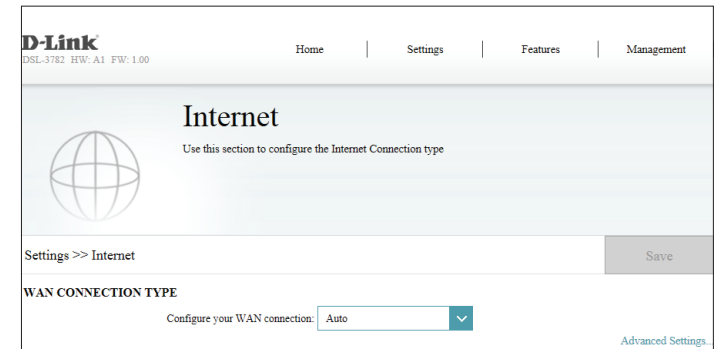 D-Link
DSL-3782 HW: A1 FW: 1.00
Home Settings Features Management
Internet
Use this section to configure the Internet Connection type
Settings >> Internet Save
WAN CONNECTION TYPE
Configure your WAN connection: Auto
Advanced Settings...